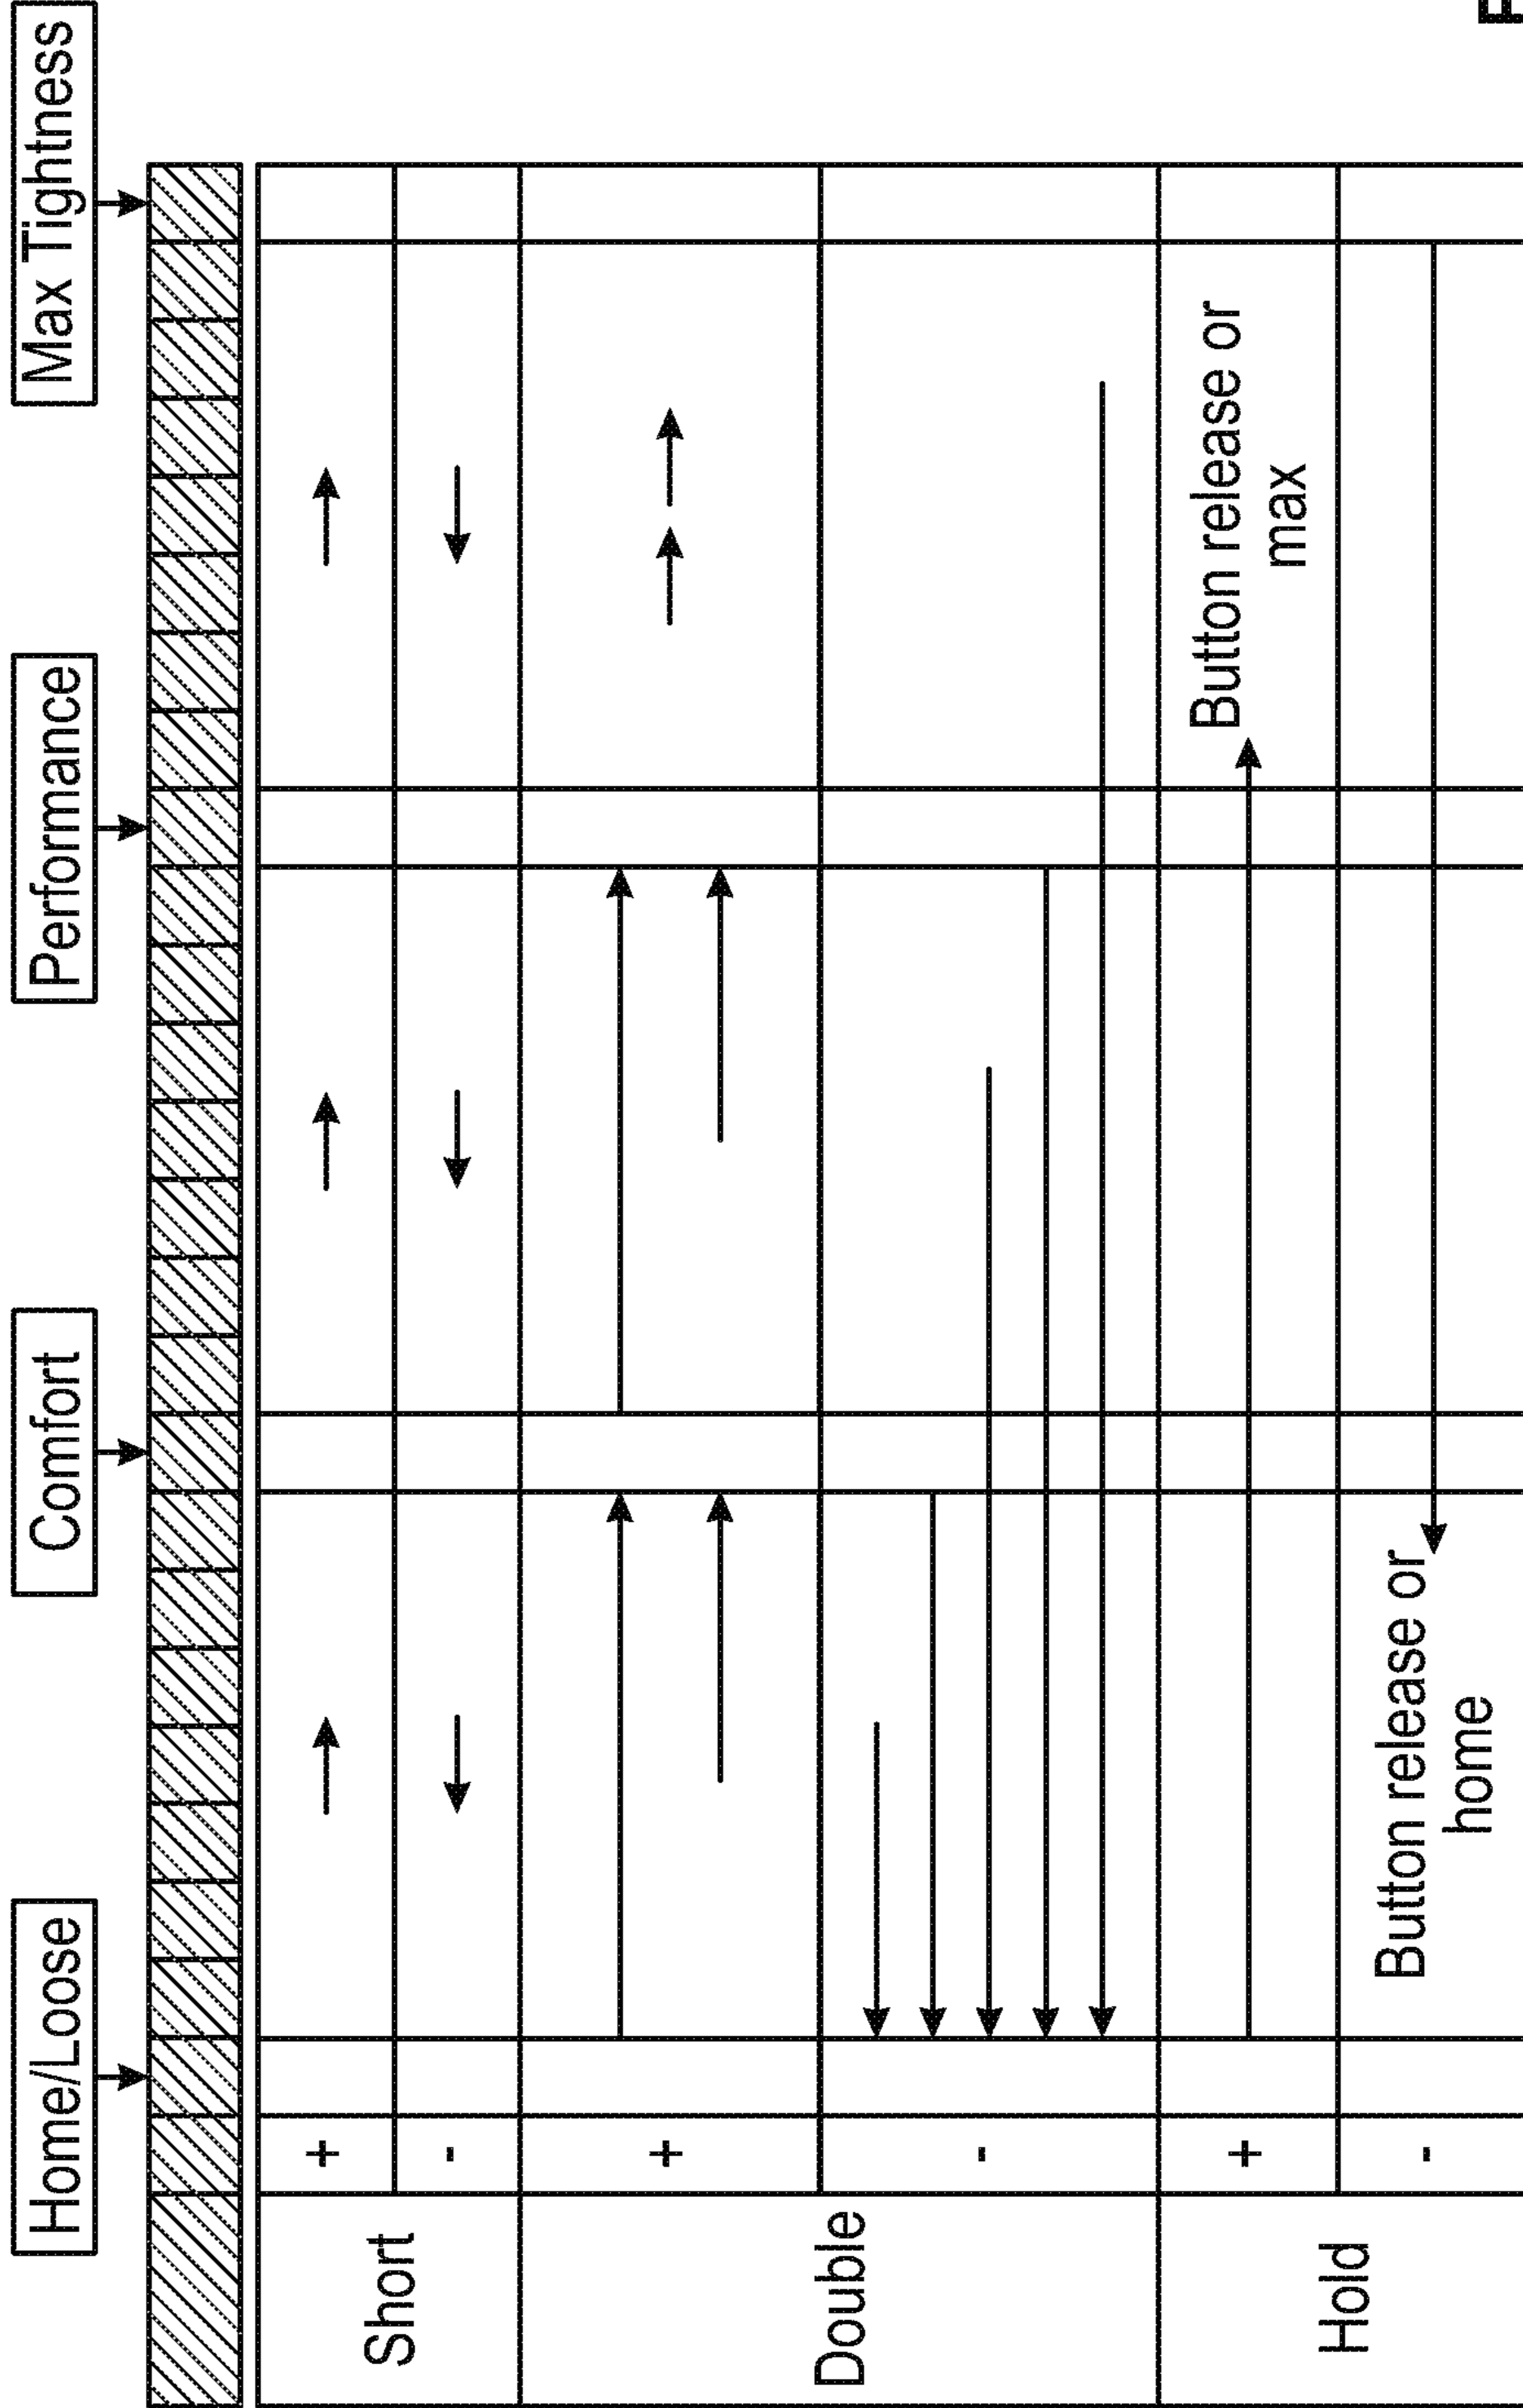 Home/Loose
Comfort
Performance
Max Tightness
Short
+
-
Double
+
-
Hold
+
Button release or
max
-
Button release or
home